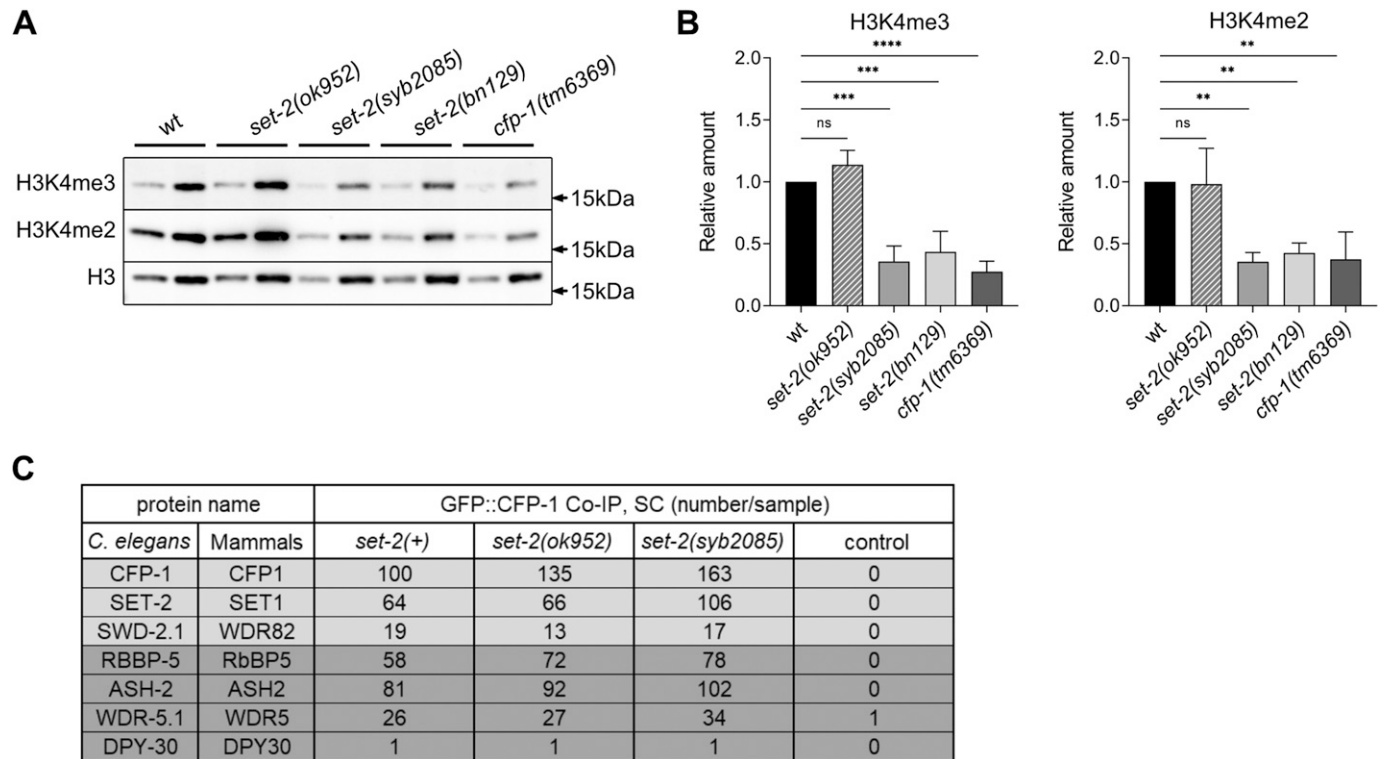 A
wt
set-2(ok952)
set-2(syb2085)
set-2(bn129)
cfp-1(tm6369)
H3K4me3
15kDa
H3K4me2
15kDa
H3
15kDa
B
H3K4me3
Relative amount
2.0
1.5
1.0
0.5
0.0
****
***
***
ns
wt
set-2(ok952)
set-2(syb2085)
set-2(bn129)
cfp-1(tm6369)
H3K4me2
Relative amount
2.0
1.5
1.0
0.5
0.0
**
**
**
ns
wt
set-2(ok952)
set-2(syb2085)
set-2(bn129)
cfp-1(tm6369)
C
protein name GFP::CFP-1 Co-IP, SC (number/sample)
C. elegans Mammals set-2(+) set-2(ok952) set-2(syb2085) control
CFP-1 CFP1 100 135 163 0
SET-2 SET1 64 66 106 0
SWD-2.1 WDR82 19 13 17 0
RBBP-5 RbBP5 58 72 78 0
ASH-2 ASH2 81 92 102 0
WDR-5.1 WDR5 26 27 34 1
DPY-30 DPY30 1 1 1 0